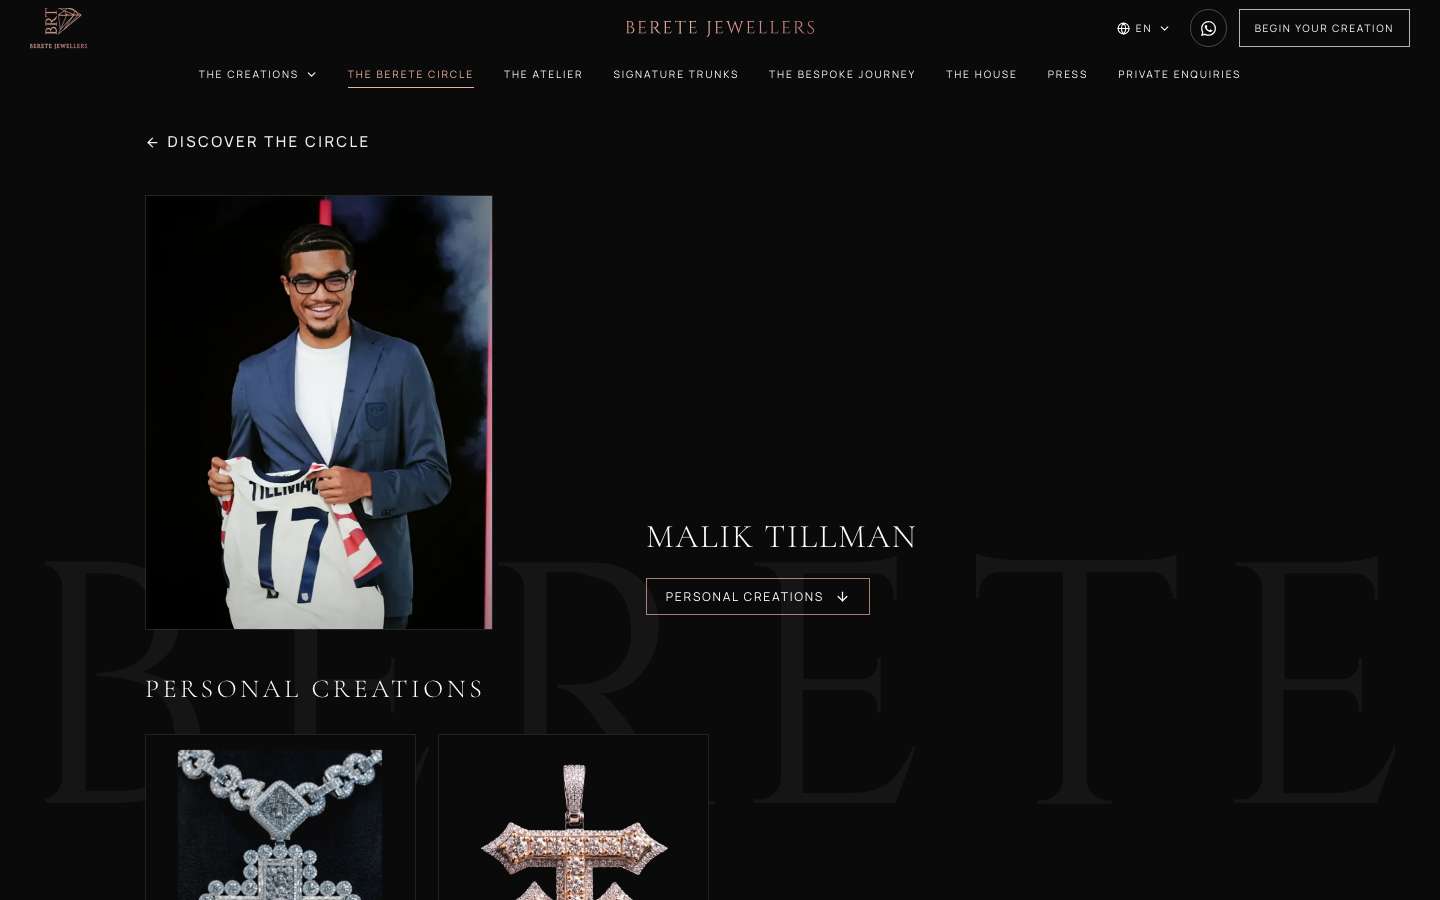 BRT
BERETE JEWELLERS
BERETE JEWELLERS
EN
BEGIN YOUR CREATION
THE CREATIONS
THE BERETE CIRCLE
THE ATELIER
SIGNATURE TRUNKS
THE BESPOKE JOURNEY
THE HOUSE
PRESS
PRIVATE ENQUIRIES
← DISCOVER THE CIRCLE
TILLMAN
17
MALIK TILLMAN
PERSONAL CREATIONS ↓
BERETE
PERSONAL CREATIONS